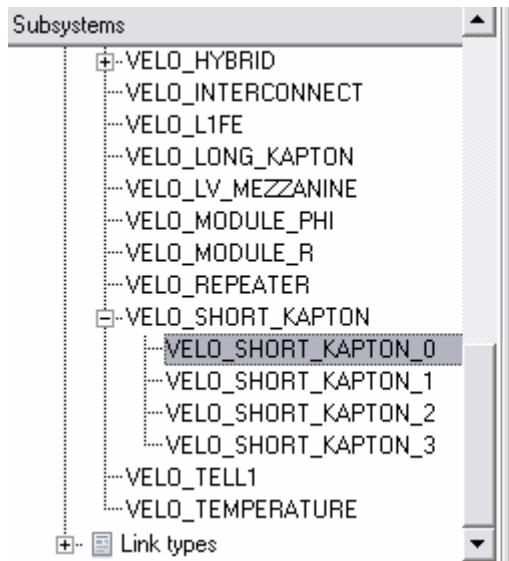 Subsystems
VELO_HYBRID
VELO_INTERCONNECT
VELO_L1FE
VELO_LONG_KAPTON
VELO_LV_MEZZANINE
VELO_MODULE_PHI
VELO_MODULE_R
VELO_REPEATER
VELO_SHORT_KAPTON
VELO_SHORT_KAPTON_0
VELO_SHORT_KAPTON_1
VELO_SHORT_KAPTON_2
VELO_SHORT_KAPTON_3
VELO_TELL1
VELO_TEMPERATURE
Link types